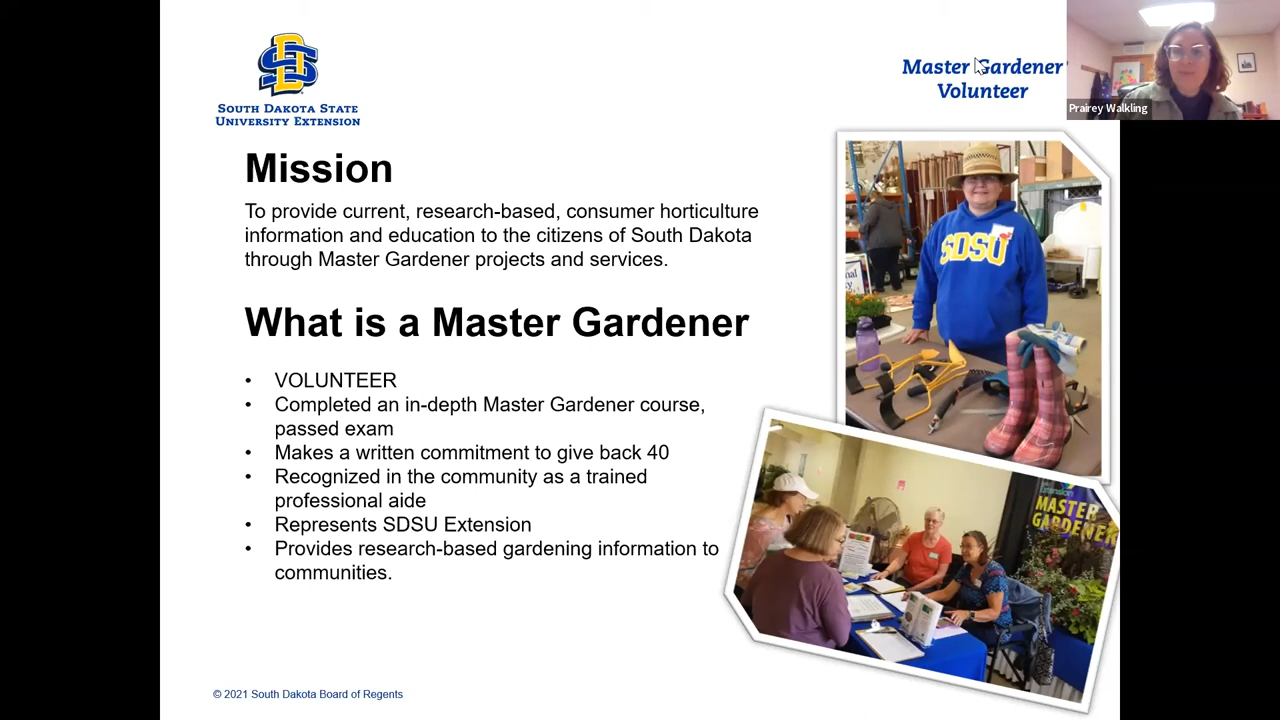 SOUTH DAKOTA STATE
UNIVERSITY EXTENSION
Master Gardener
Volunteer
Prairey Walkling
Mission
To provide current, research-based, consumer horticulture
information and education to the citizens of South Dakota
through Master Gardener projects and services.
What is a Master Gardener
• VOLUNTEER
• Completed an in-depth Master Gardener course,
passed exam
• Makes a written commitment to give back 40
• Recognized in the community as a trained
professional aide
• Represents SDSU Extension
• Provides research-based gardening information to
communities.
SDSU
Extension
MASTER
GARDENER
© 2021 South Dakota Board of Regents